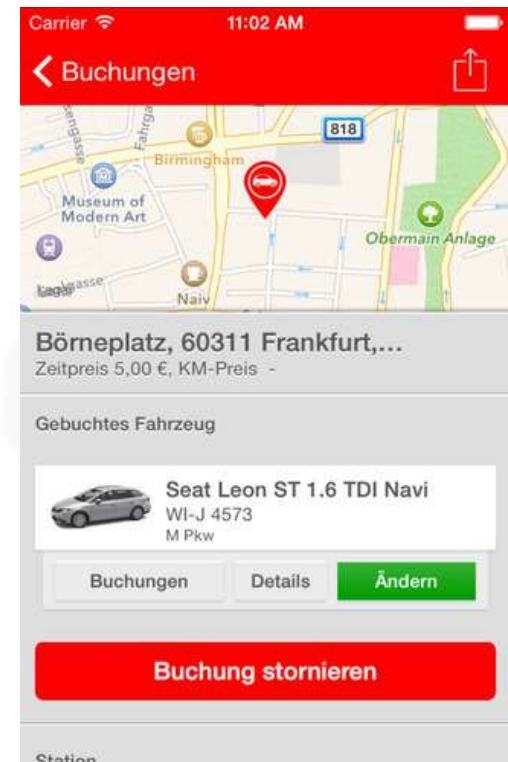 Carrier 11:02 AM
Buchungen
Fahrga
818
Birmingham
Museum of
Modern Art
Obermain Anlage
Naiv
Börneplatz, 60311 Frankfurt,...
Zeitpreis 5,00 €, KM-Preis -
Gebuchtes Fahrzeug
Seat Leon ST 1.6 TDI Navi
WI-J 4573
M Pkw
Buchungen Details Ändern
Buchung stornieren
Station